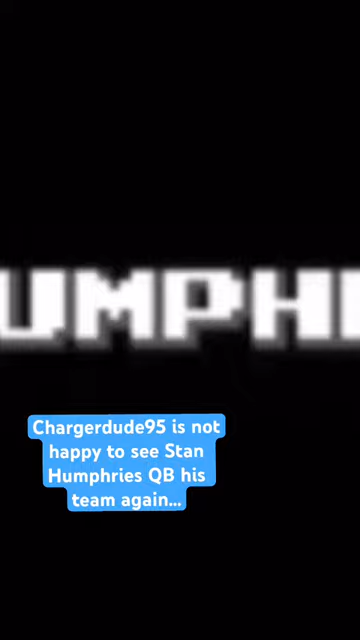 UMPHI
Chargerdude95 is not
happy to see Stan
Humphries QB his
team again...